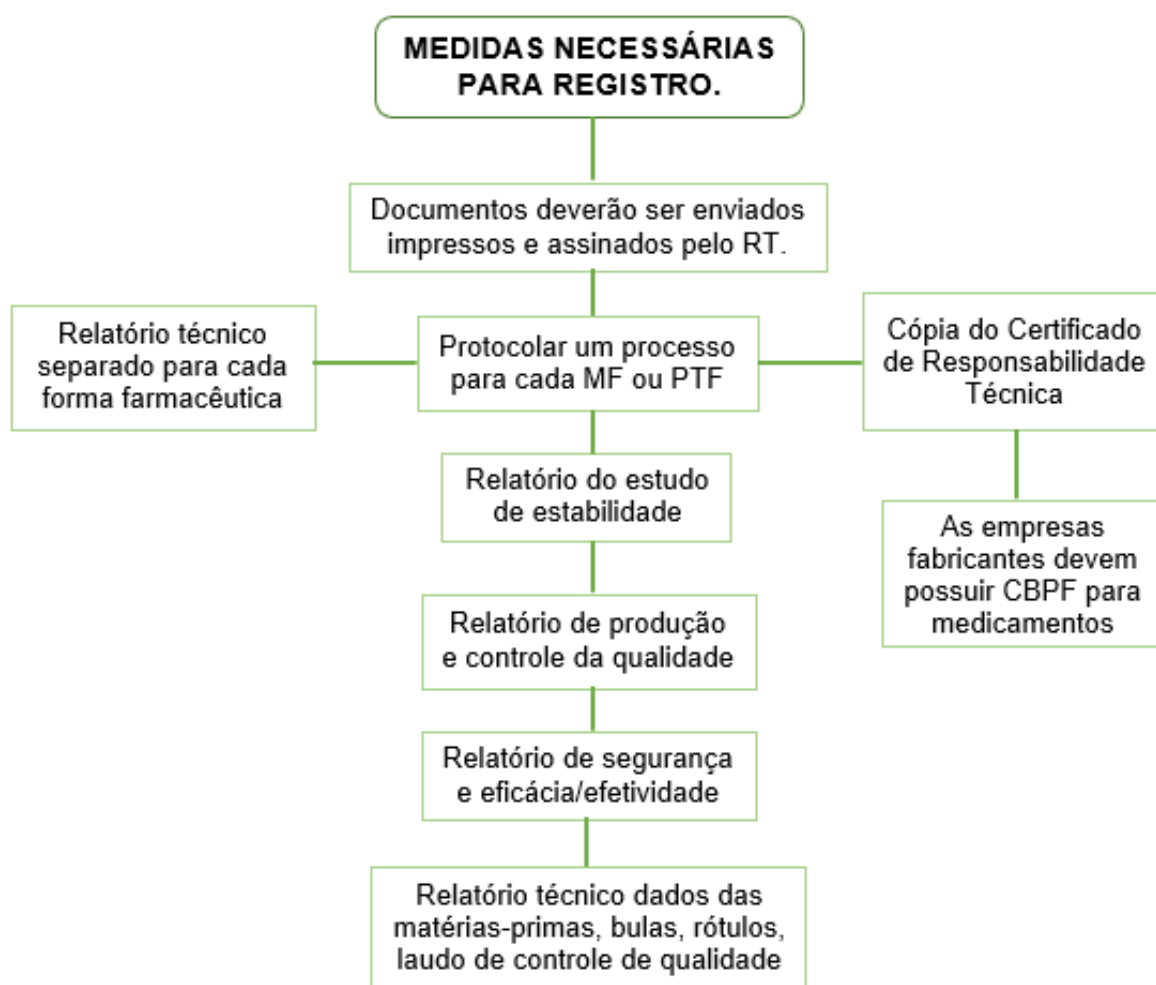 MEDIDAS NECESSÁRIAS
PARA REGISTRO.
Documentos deverão ser enviados
impressos e assinados pelo RT.
Relatório técnico
separado para cada
forma farmacêutica
Protocolar um processo
para cada MF ou PTF
Cópia do Certificado
de Responsabilidade
Técnica
Relatório do estudo
de estabilidade
As empresas
fabricantes devem
possuir CBPF para
medicamentos
Relatório de produção
e controle da qualidade
Relatório de segurança
e eficácia/efetividade
Relatório técnico dados das
matérias-primas, bulas, rótulos,
laudo de controle de qualidade